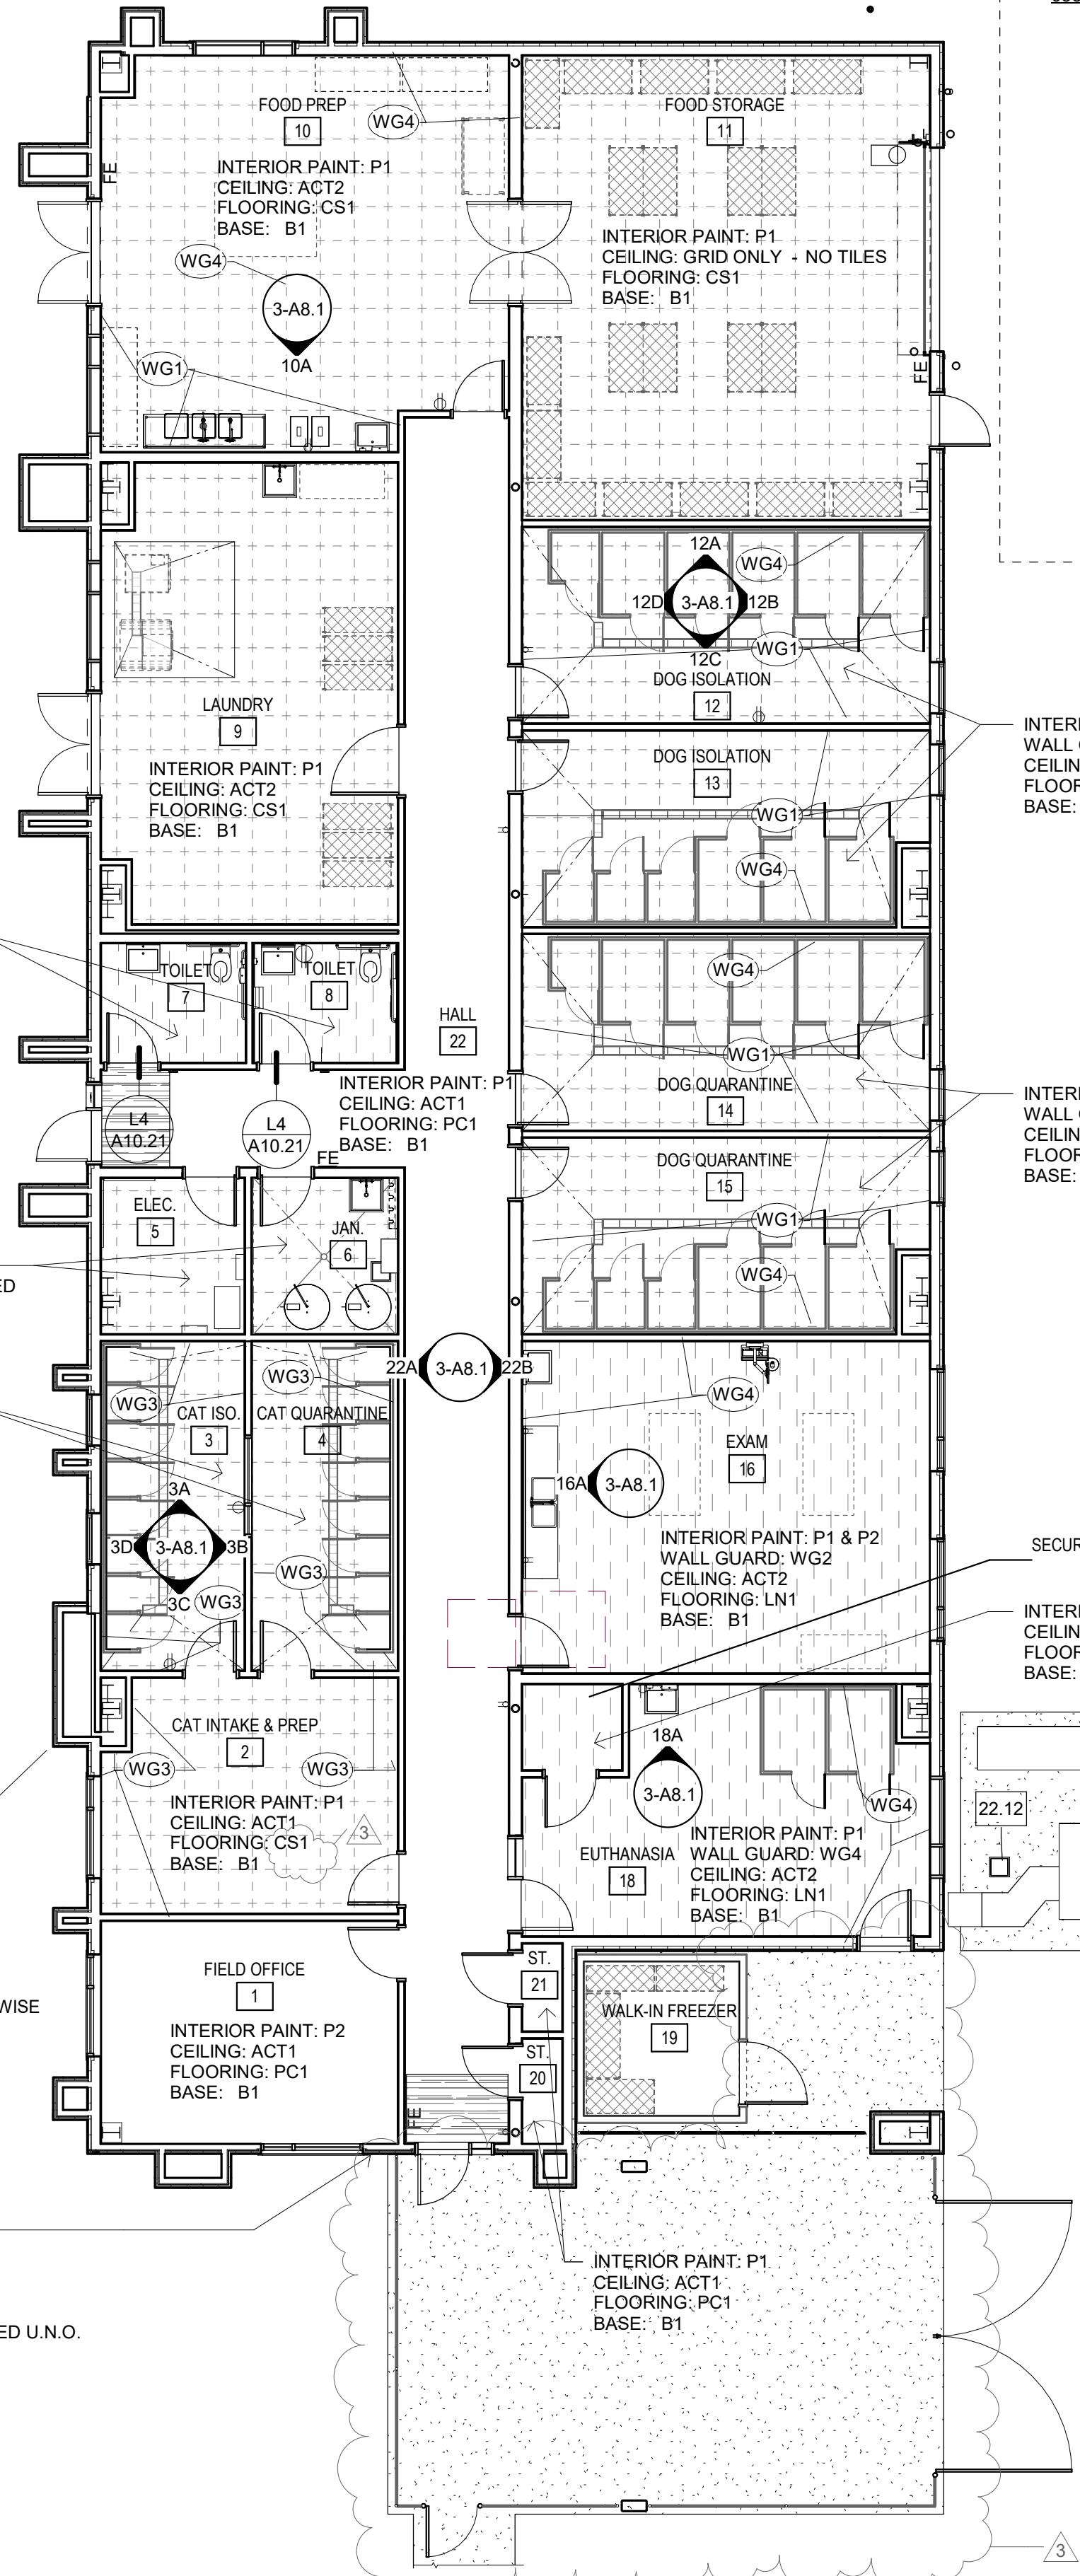 FOOD PREP
10
WG4
FE
INTERIOR PAINT: P1
CEILING: ACT2
FLOORING: CS1
BASE: B1
WG4
3-A8.1
10A
WG1
FOOD STORAGE
11
INTERIOR PAINT: P1
CEILING: GRID ONLY - NO TILES
FLOORING: CS1
BASE: B1
FE
12A
WG4
12D
3-A8.1
12B
WG1
12C
DOG ISOLATION
12
LAUNDRY
9
INTERIOR PAINT: P1
CEILING: ACT2
FLOORING: CS1
BASE: B1
DOG ISOLATION
13
WG1
WG4
WALL
BASE:
TOILET
7
TOILET
8
HALL
22
INTERIOR PAINT: P1
CEILING: ACT1
FLOORING: PC1
BASE: B1
L4
A10.21
L4
A10.21
FE
WG4
WG1
DOG QUARANTINE
14
DOG QUARANTINE
15
WG1
WG4
WALL
BASE:
ELEC.
5
JAN.
6
ED
22A
3-A8.1
22B
WG3
WG3
CAT ISO.
3
CAT QUARANTINE
4
3A
3D
3-A8.1
3B
3C
WG3
WG3
WG4
EXAM
16
16A
3-A8.1
INTERIOR PAINT: P1 & P2
WALL GUARD: WG2
CEILING: ACT2
FLOORING: LN1
BASE: B1
SECUR
BASE:
CAT INTAKE & PREP
2
WG3
WG3
INTERIOR PAINT: P1
CEILING: ACT1
FLOORING: CS1
BASE: B1
3
18A
3-A8.1
WG4
EUTHANASIA
18
INTERIOR PAINT: P1
WALL GUARD: WG4
CEILING: ACT2
FLOORING: LN1
BASE: B1
22.12
FIELD OFFICE
1
INTERIOR PAINT: P2
CEILING: ACT1
FLOORING: PC1
BASE: B1
WISE
ST.
21
ST.
20
FE
WALK-IN FREEZER
19
INTERIOR PAINT: P1
CEILING: ACT1
FLOORING: PC1
BASE: B1
ED U.N.O.
3